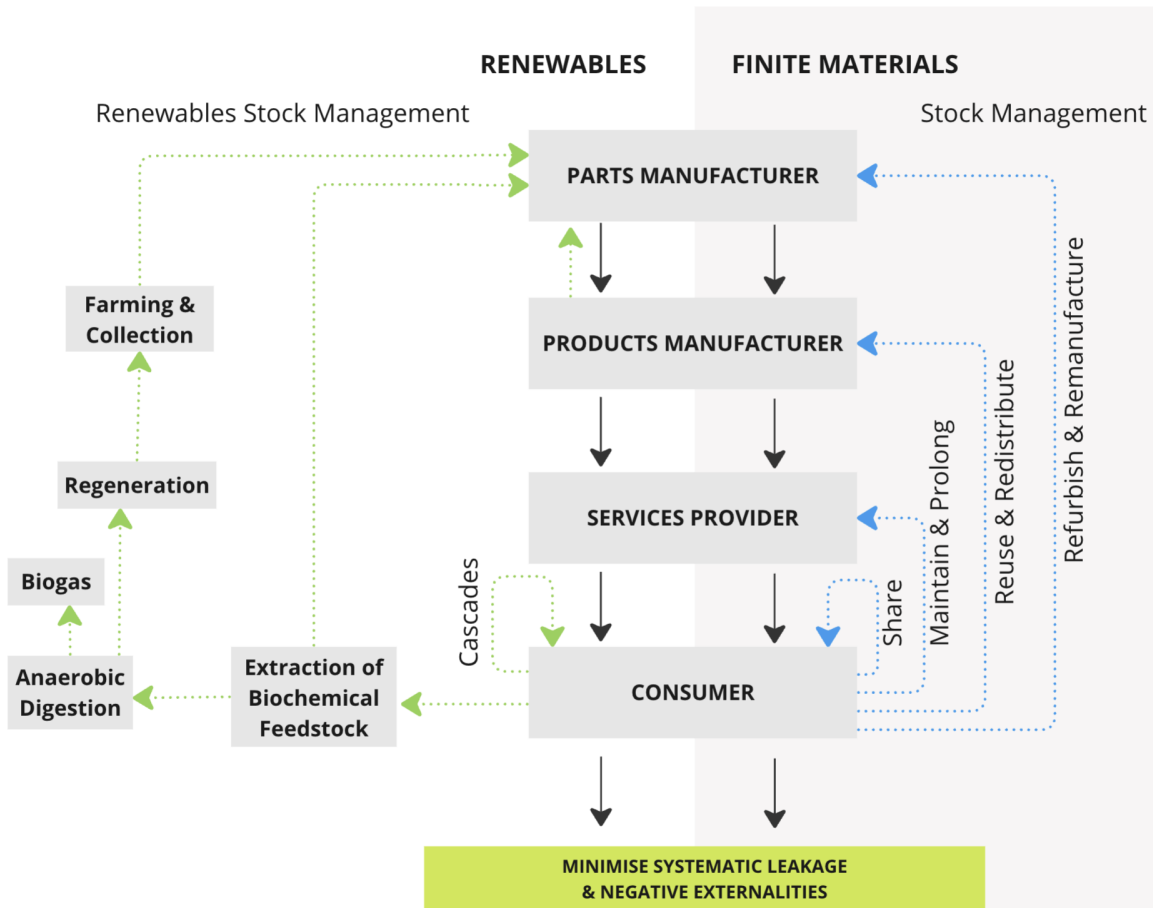 RENEWABLES
FINITE MATERIALS
Renewables Stock Management
Stock Management
PARTS MANUFACTURER
Farming &
Collection
PRODUCTS MANUFACTURER
Refurbish & Remanufacture
Reuse & Redistribute
Maintain & Prolong
Regeneration
SERVICES PROVIDER
Biogas
Cascades
Share
Anaerobic
Digestion
Extraction of
Biochemical
Feedstock
CONSUMER
MINIMISE SYSTEMATIC LEAKAGE
& NEGATIVE EXTERNALITIES